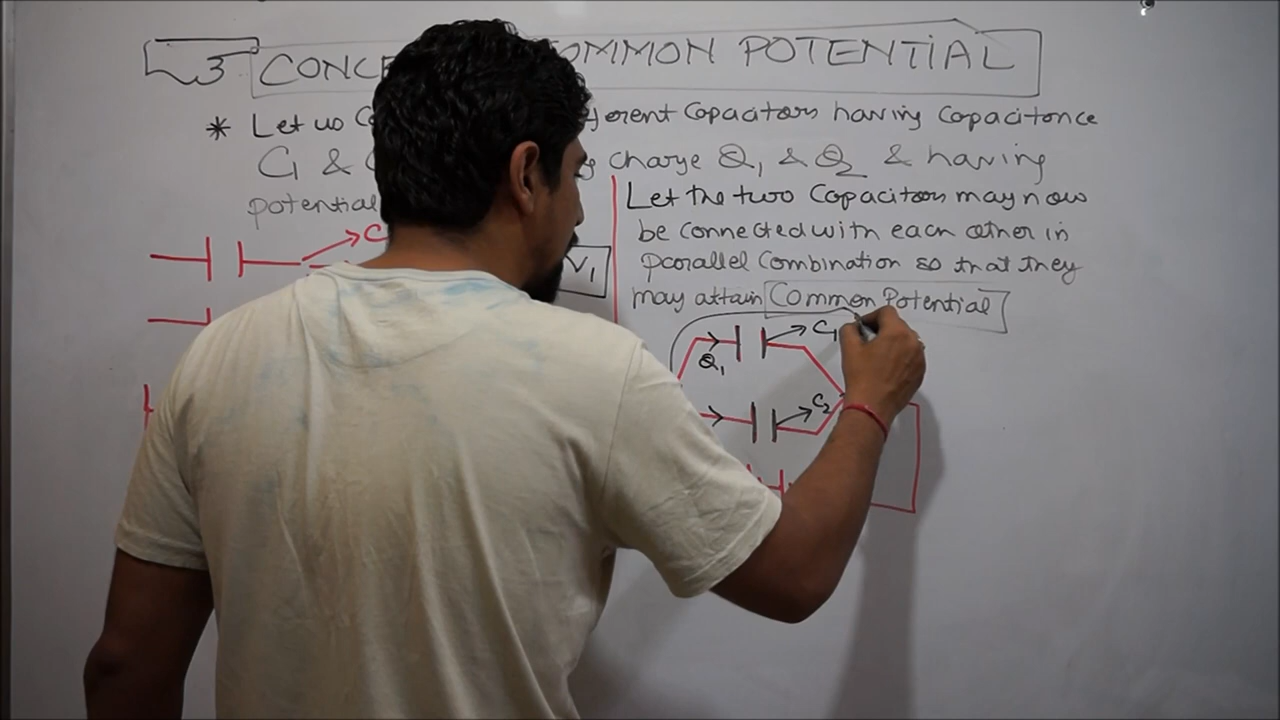 3 CONCE OMMON POTENTIAL
* Let us fferent Capacitors having Capacitance
C1 & charge Q1 & Q2 & having
potential
V1
Let the two Capacitors may now
be connected with each other in
parallel Combination so that they
may attain Common Potential
C1
Q1
C2